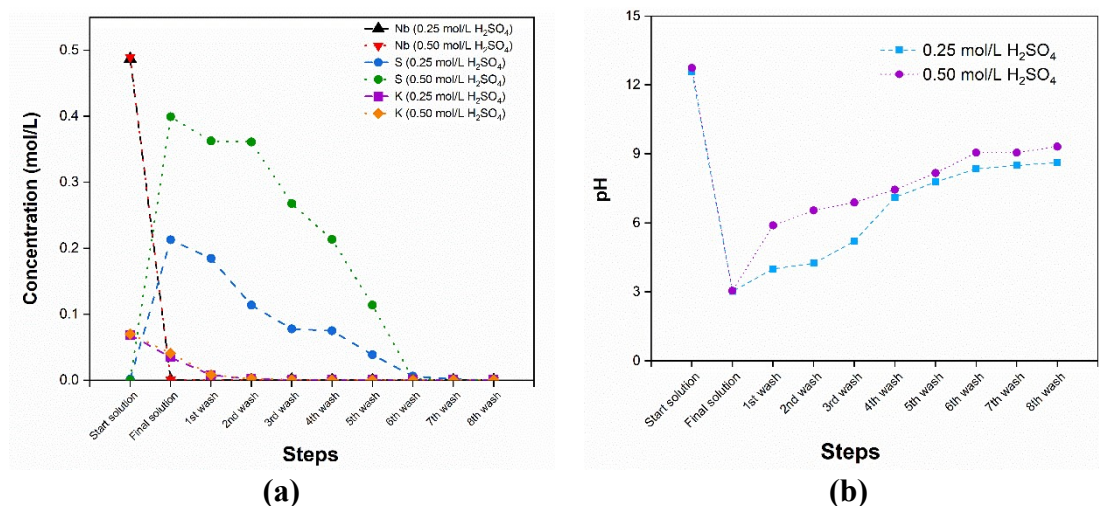 Nb (0.25 mol/L H₂SO₄)
Nb (0.50 mol/L H₂SO₄)
S (0.25 mol/L H₂SO₄)
S (0.50 mol/L H₂SO₄)
K (0.25 mol/L H₂SO₄)
K (0.50 mol/L H₂SO₄)
Concentration (mol/L)
0.5
0.4
0.3
0.2
0.1
0.0
Start solution
Final solution
1st wash
2nd wash
3rd wash
4th wash
5th wash
6th wash
7th wash
8th wash
Steps
(a)
0.25 mol/L H₂SO₄
0.50 mol/L H₂SO₄
pH
15
12
9
6
3
0
Start solution
Final solution
1st wash
2nd wash
3rd wash
4th wash
5th wash
6th wash
7th wash
8th wash
Steps
(b)